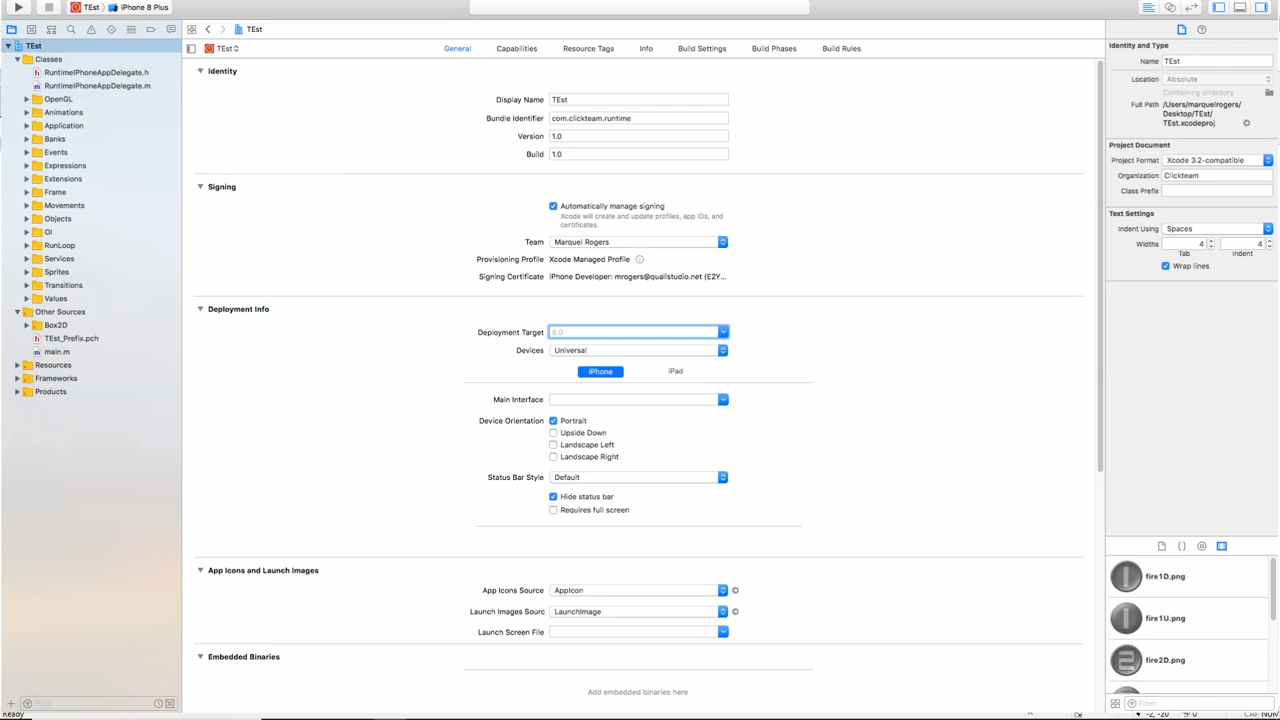 TEst
iPhone 8 Plus
TEst
TEst
TEst
General
Capabilities
Resource Tags
Info
Build Settings
Build Phases
Build Rules
Classes
RuntimeIPhoneAppDelegate.h
RuntimeIPhoneAppDelegate.m
OpenGL
Animations
Application
Banks
Events
Expressions
Extensions
Frame
Movements
Objects
OI
RunLoop
Services
Sprites
Transitions
Values
Other Sources
Box2D
TEst_Prefix.pch
main.m
Resources
Frameworks
Products
Filter
Ready
Identity
Display Name TEst
Bundle Identifier com.clickteam.runtime
Version 1.0
Build 1.0
Signing
Automatically manage signing
Xcode will create and update profiles, app IDs, and
certificates.
Team Marquel Rogers
Provisioning Profile Xcode Managed Profile
Signing Certificate iPhone Developer: mrogers@quailstudio.net (E2Y...
Deployment Info
Deployment Target 8.0
Devices Universal
iPhone iPad
Main Interface
Device Orientation Portrait
Upside Down
Landscape Left
Landscape Right
Status Bar Style Default
Hide status bar
Requires full screen
App Icons and Launch Images
App Icons Source AppIcon
Launch Images Sourc LaunchImage
Launch Screen File
Embedded Binaries
Add embedded binaries here
Identity and Type
Name TEst
Location Absolute
Containing directory
Full Path /Users/marquelrogers/
Desktop/TEst/
TEst.xcodeproj
Project Document
Project Format Xcode 3.2-compatible
Organization Clickteam
Class Prefix
Text Settings
Indent Using Spaces
Widths 4 4
Tab Indent
Wrap lines
fire1D.png
fire1U.png
fire2D.png
Filter